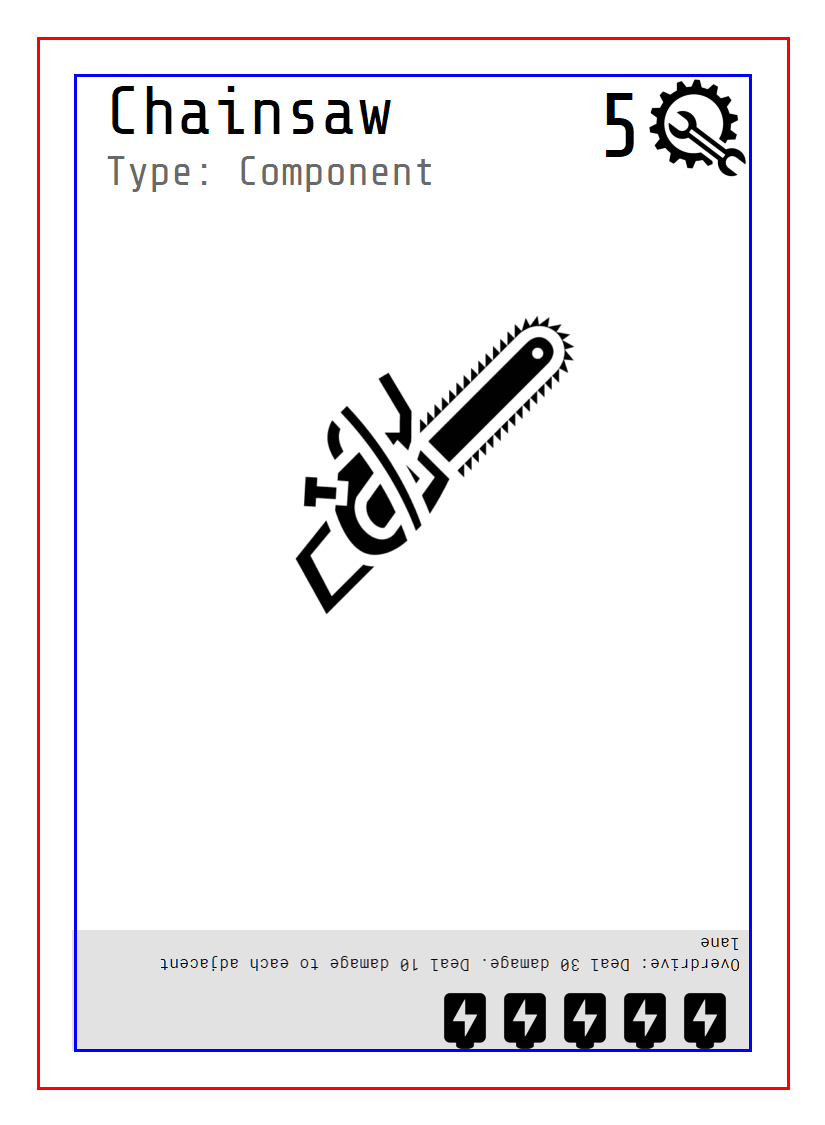 Chainsaw
5
Type: Component
Overdrive: Deal 30 damage. Deal 10 damage to each adjacent
lane